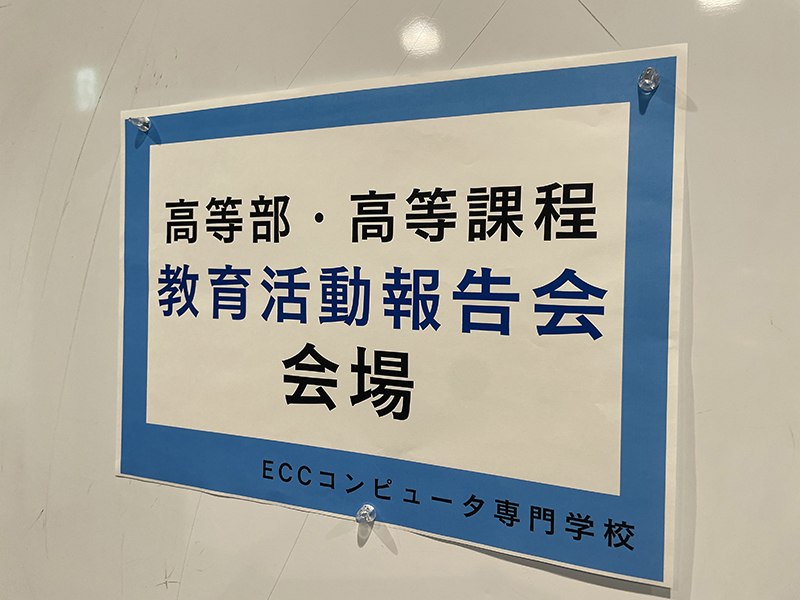 高等部・高等課程
教育活動報告会
会場
ECCコンピュータ専門学校